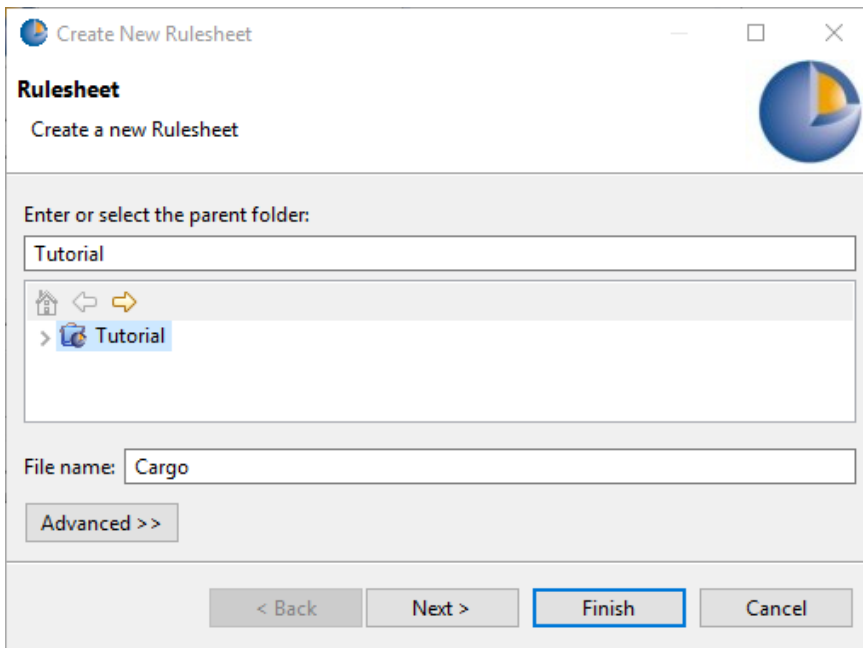 Create New Rulesheet
Rulesheet
Create a new Rulesheet
Enter or select the parent folder:
Tutorial
Tutorial
File name: Cargo
Advanced >>
< Back Next > Finish Cancel